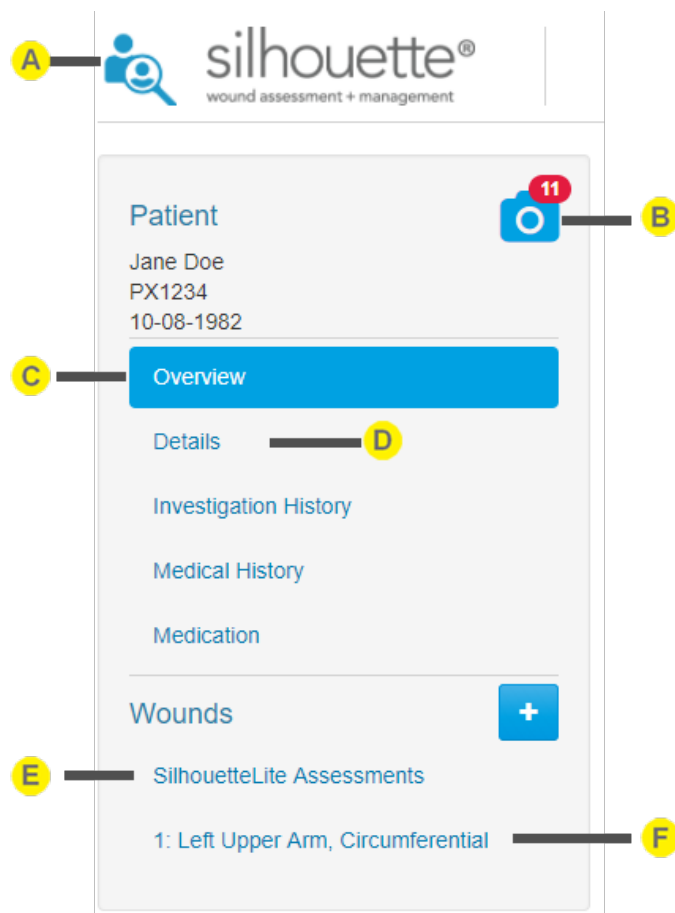 A
silhouette®
wound assessment + management
11
Patient
B
Jane Doe
PX1234
10-08-1982
C
Overview
Details
D
Investigation History
Medical History
Medication
Wounds
+
E
SilhouetteLite Assessments
1: Left Upper Arm, Circumferential
F